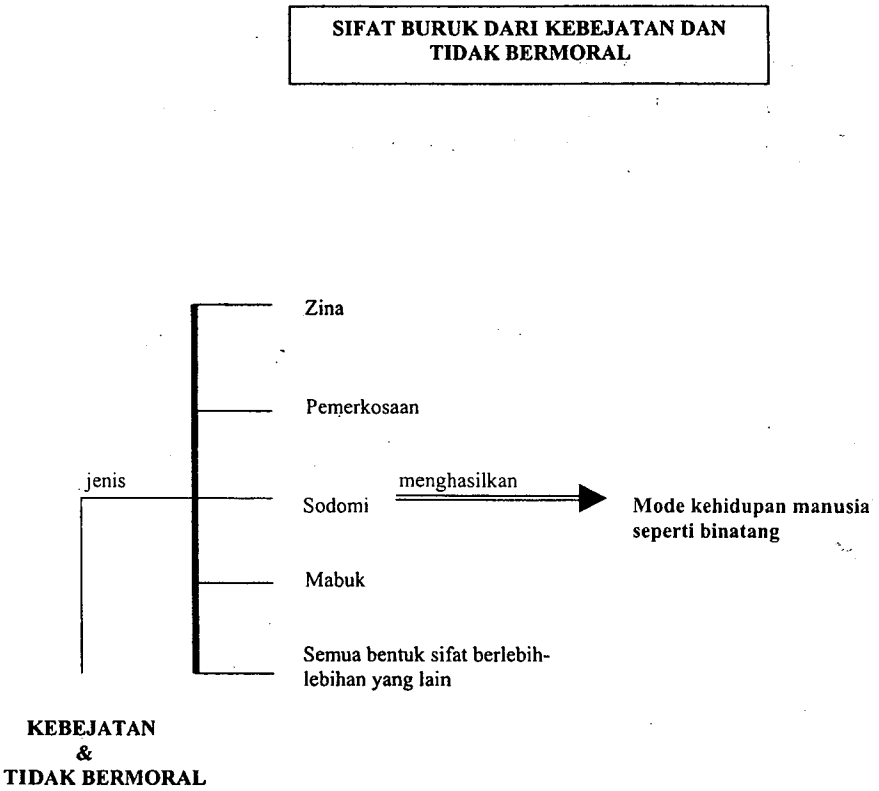 SIFAT BURUK DARI KEBEJATAN DAN
TIDAK BERMORAL
Zina
Pemerkosaan
jenis
Sodomi
menghasilkan
Mode kehidupan manusia
seperti binatang
Mabuk
Semua bentuk sifat berlebih-
lebihan yang lain
KEBEJATAN
&
TIDAK BERMORAL